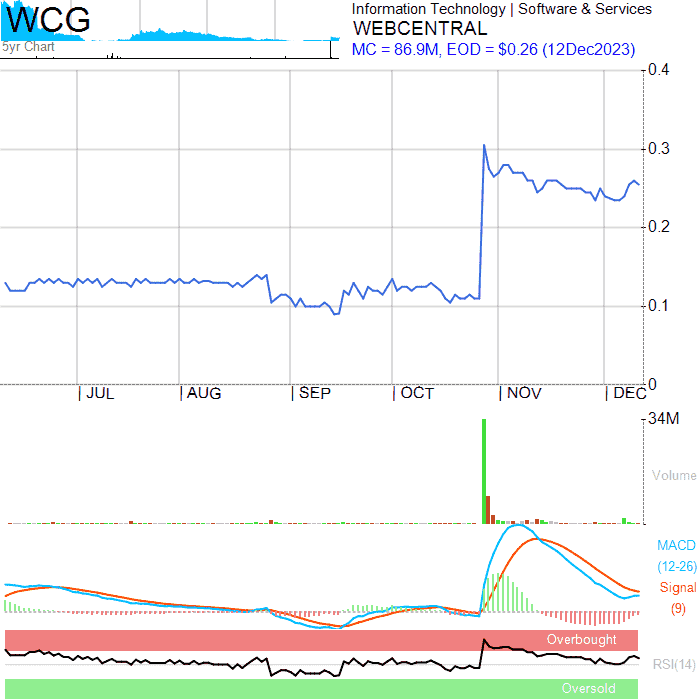 WCG
5yr Chart
Information Technology | Software & Services
WEBCENTRAL
MC = 86.9M, EOD = $0.26 (12Dec2023)
0.4
0.3
0.2
0.1
0
| JUL | AUG | SEP | OCT | NOV | DEC
34M
Volume
MACD
(12-26)
Signal
(9)
Overbought
RSI(14)
Oversold